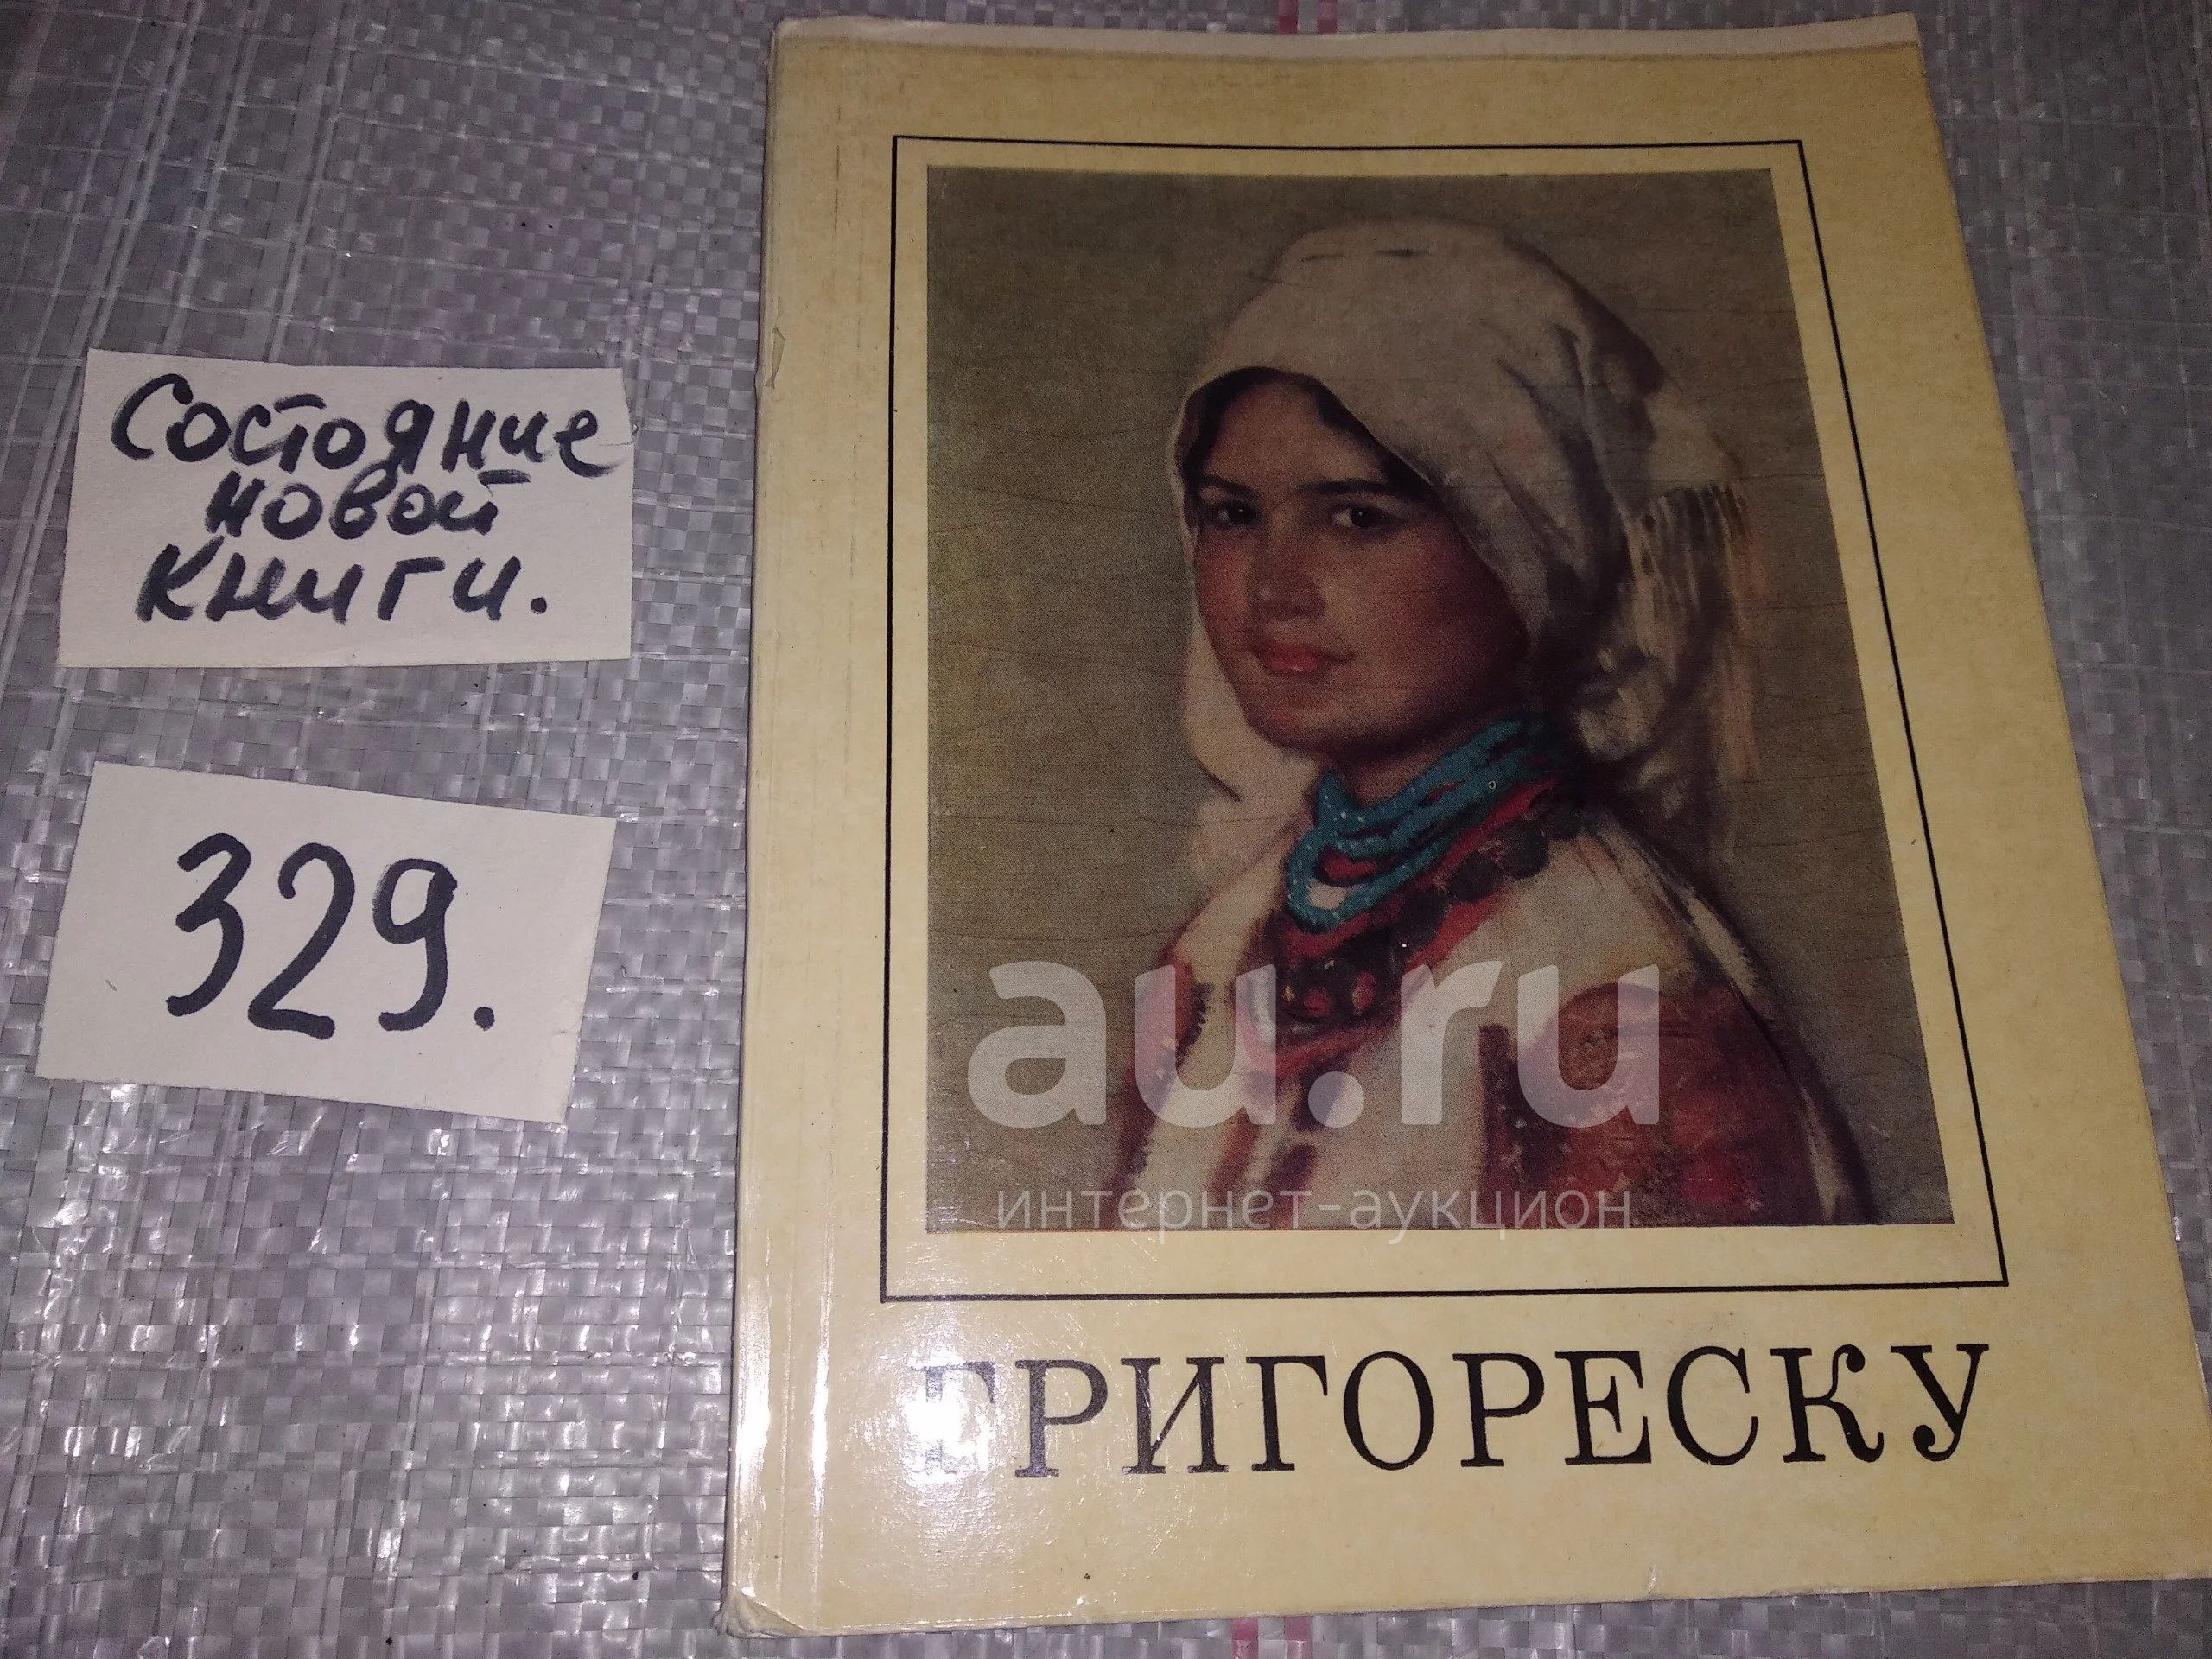 Состояние
новой
книги.
329.
au.ru
интернет-аукцион
ГРИГОРЕСКУ